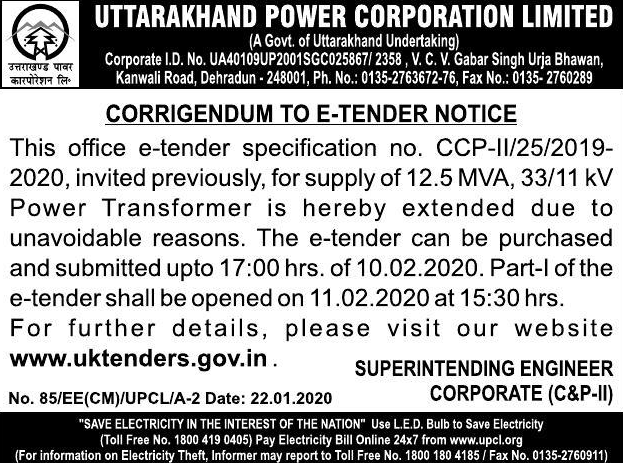 उत्तराखण्ड पावर
कारपोरेशन लि०
UTTARAKHAND POWER CORPORATION LIMITED
(A Govt. of Uttarakhand Undertaking)
Corporate I.D. No. UA40109UP2001SGC025867/ 2358 , V. C. V. Gabar Singh Urja Bhawan,
Kanwali Road, Dehradun - 248001, Ph. No.: 0135-2763672-76, Fax No.: 0135- 2760289
CORRIGENDUM TO E-TENDER NOTICE
This office e-tender specification no. CCP-II/25/2019-
2020, invited previously, for supply of 12.5 MVA, 33/11 kV
Power Transformer is hereby extended due to
unavoidable reasons. The e-tender can be purchased
and submitted upto 17:00 hrs. of 10.02.2020. Part-I of the
e-tender shall be opened on 11.02.2020 at 15:30 hrs.
For further details, please visit our website
www.uktenders.gov.in .
SUPERINTENDING ENGINEER
CORPORATE (C&P-II)
No. 85/EE(CM)/UPCL/A-2 Date: 22.01.2020
"SAVE ELECTRICITY IN THE INTEREST OF THE NATION" Use L.E.D. Bulb to Save Electricity
(Toll Free No. 1800 419 0405) Pay Electricity Bill Online 24x7 from www.upcl.org
(For information on Electricity Theft, Informer may report to Toll Free No. 1800 180 4185 / Fax No. 0135-2760911)